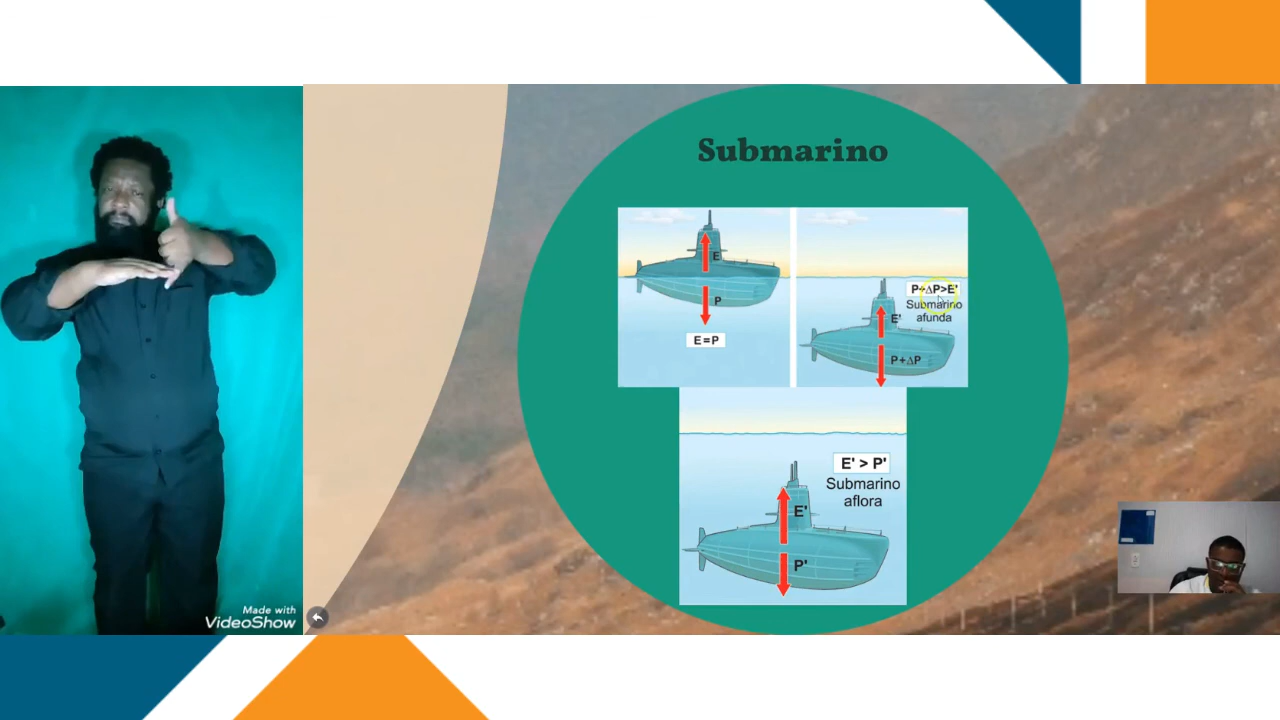 Submarino
E
P
E=P
P+ΔP>E'
Submarino
afunda
E'
P+ΔP
E' > P'
Submarino
aflora
E'
P'
Made with
VideoShow